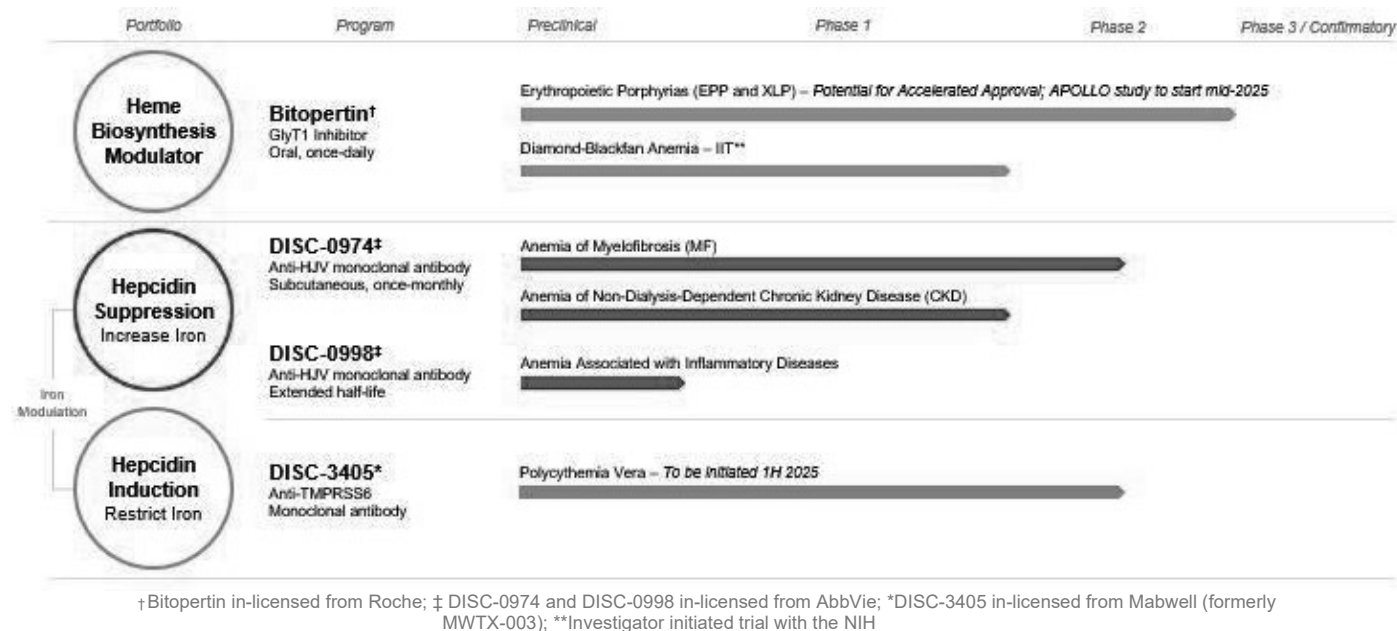 Portfolio Program Preclinical Phase 1 Phase 2 Phase 3 / Confirmatory
Heme
Biosynthesis
Modulator
Bitopertin†
GlyT1 Inhibitor
Oral, once-daily
Erythropoietic Porphyrias (EPP and XLP) – Potential for Accelerated Approval; APOLLO study to start mid-2025
Diamond-Blackfan Anemia – IIT**
Hepcidin
Suppression
Increase Iron
DISC-0974‡
Anti-HJV monoclonal antibody
Subcutaneous, once-monthly
Anemia of Myelofibrosis (MF)
Anemia of Non-Dialysis-Dependent Chronic Kidney Disease (CKD)
DISC-0998‡
Anti-HJV monoclonal antibody
Extended half-life
Anemia Associated with Inflammatory Diseases
Iron
Modulation
Hepcidin
Induction
Restrict Iron
DISC-3405*
Anti-TMPRSS6
Monoclonal antibody
Polycythemia Vera – To be initiated 1H 2025
†Bitopertin in-licensed from Roche; ‡ DISC-0974 and DISC-0998 in-licensed from AbbVie; *DISC-3405 in-licensed from Mabwell (formerly
MWTX-003); **Investigator initiated trial with the NIH